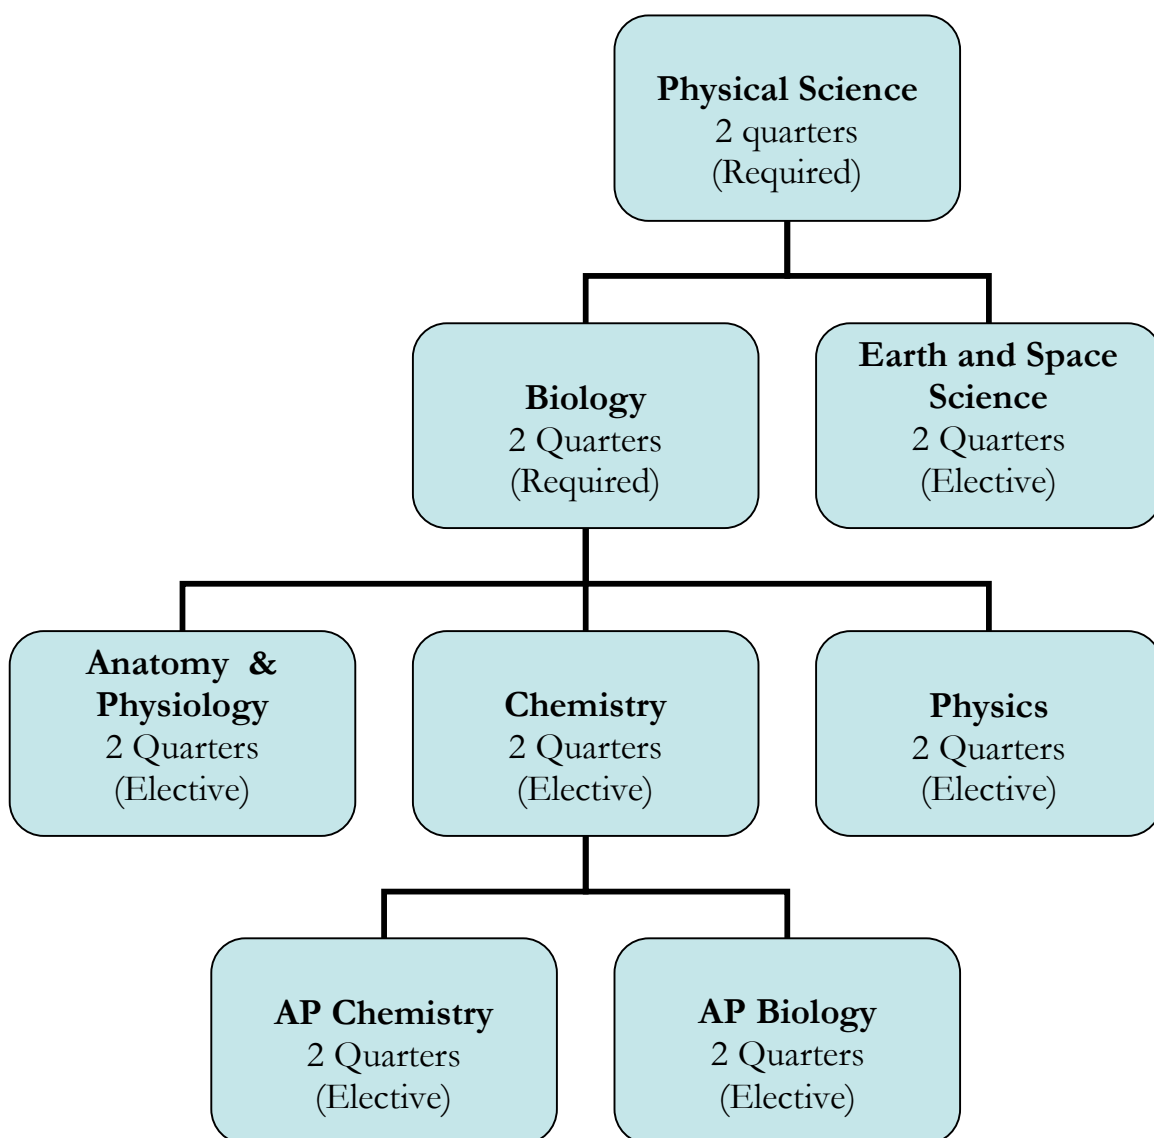 Physical Science
2 quarters
(Required)
Biology
2 Quarters
(Required)
Earth and Space
Science
2 Quarters
(Elective)
Anatomy & 
Physiology
2 Quarters
(Elective)
Chemistry
2 Quarters
(Elective)
Physics
2 Quarters
(Elective)
AP Chemistry
2 Quarters
(Elective)
AP Biology
2 Quarters
(Elective)